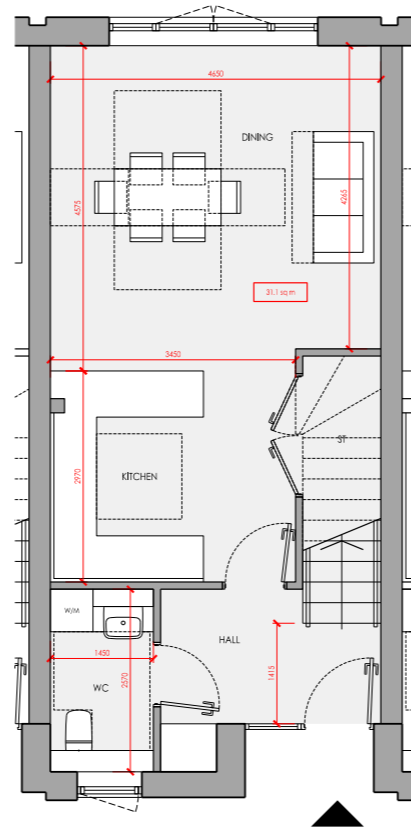 4650
DINING
4575
4265
31.1 sq m
3450
ST
2970
KITCHEN
W/M
HALL
1450
2570
1415
WC